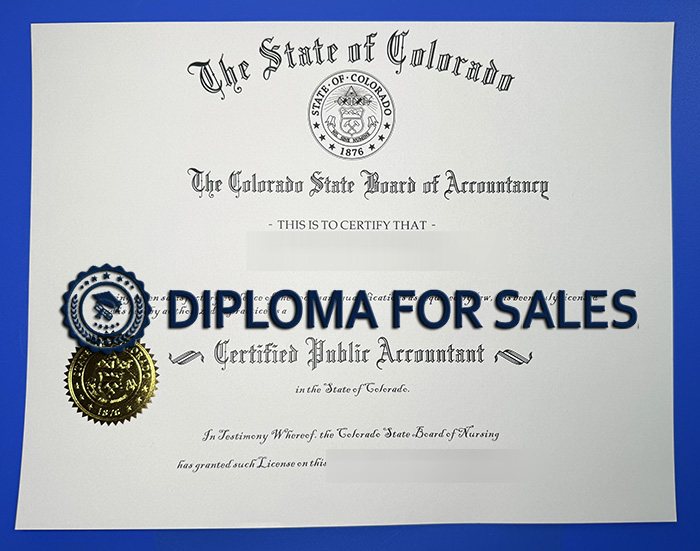 The State of Colorado
STATE · OF · COLORADO
1876
The Colorado State Board of Accountancy
- THIS IS TO CERTIFY THAT -
DIPLOMA FOR SALES
Certified Public Accountant
in the State of Colorado.
1876
In Testimony Whereof, the Colorado State Board of Nursing
has granted such License on this